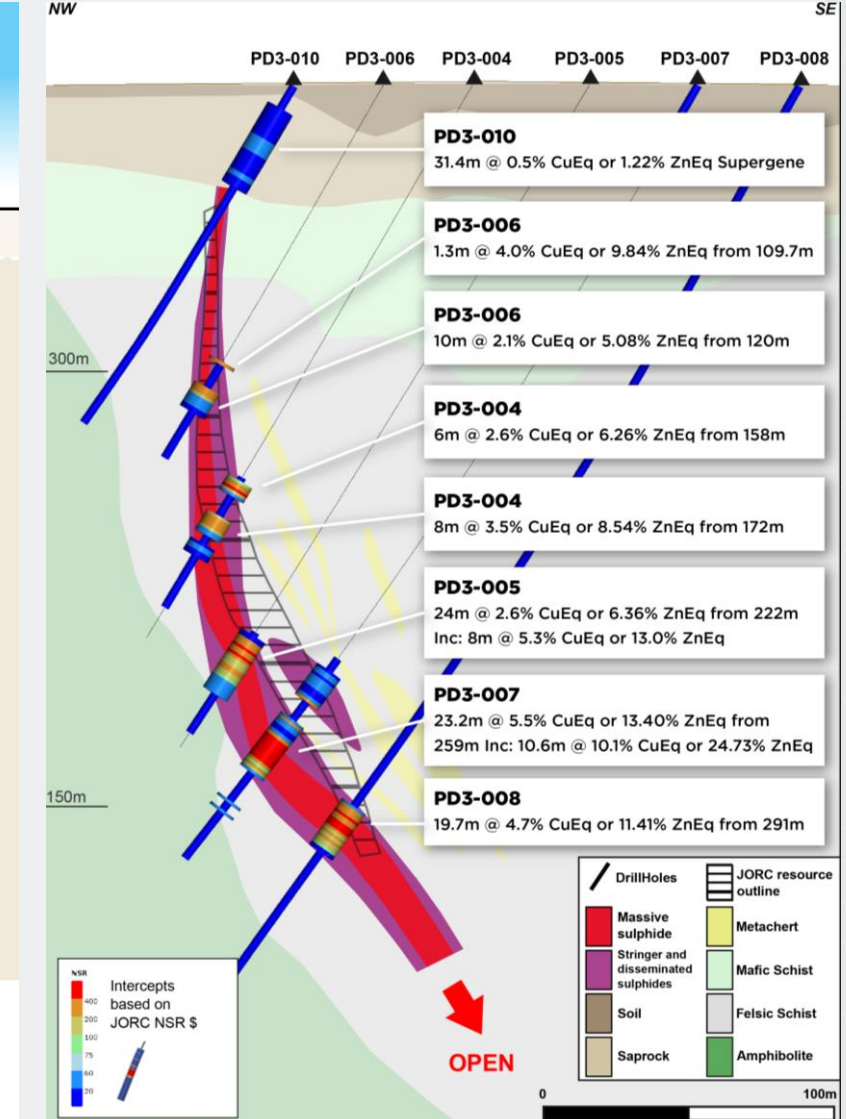 NW
SE
PD3-010 PD3-006 PD3-004 PD3-005 PD3-007 PD3-008
PD3-010
31.4m @ 0.5% CuEq or 1.22% ZnEq Supergene
PD3-006
1.3m @ 4.0% CuEq or 9.84% ZnEq from 109.7m
PD3-006
10m @ 2.1% CuEq or 5.08% ZnEq from 120m
300m
PD3-004
6m @ 2.6% CuEq or 6.26% ZnEq from 158m
PD3-004
8m @ 3.5% CuEq or 8.54% ZnEq from 172m
PD3-005
24m @ 2.6% CuEq or 6.36% ZnEq from 222m
Inc: 8m @ 5.3% CuEq or 13.0% ZnEq
PD3-007
23.2m @ 5.5% CuEq or 13.40% ZnEq from
259m Inc: 10.6m @ 10.1% CuEq or 24.73% ZnEq
150m
PD3-008
19.7m @ 4.7% CuEq or 11.41% ZnEq from 291m
DrillHoles
JORC resource
outline
Massive
sulphide
Metachert
Stringer and
disseminated
sulphides
Mafic Schist
Soil
Felsic Schist
Saprock
Amphibolite
NSR
400
200
100
75
60
20
Intercepts
based on
JORC NSR $
OPEN
0
100m